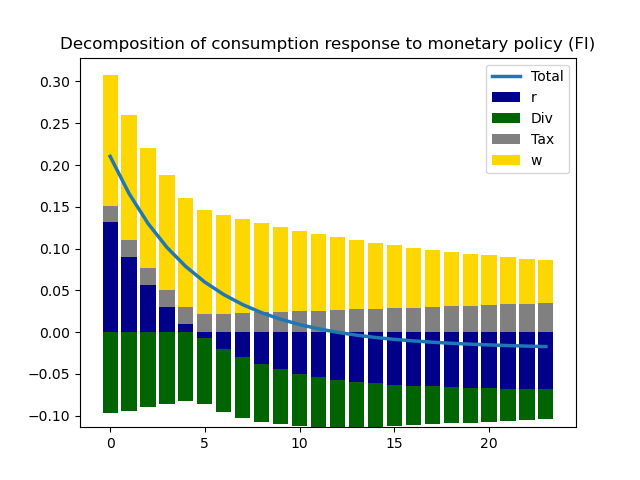 Decomposition of consumption response to monetary policy (FI)
0.30
0.25
0.20
0.15
0.10
0.05
0.00
−0.05
−0.10
0
5
10
15
20
Total
r
Div
Tax
w